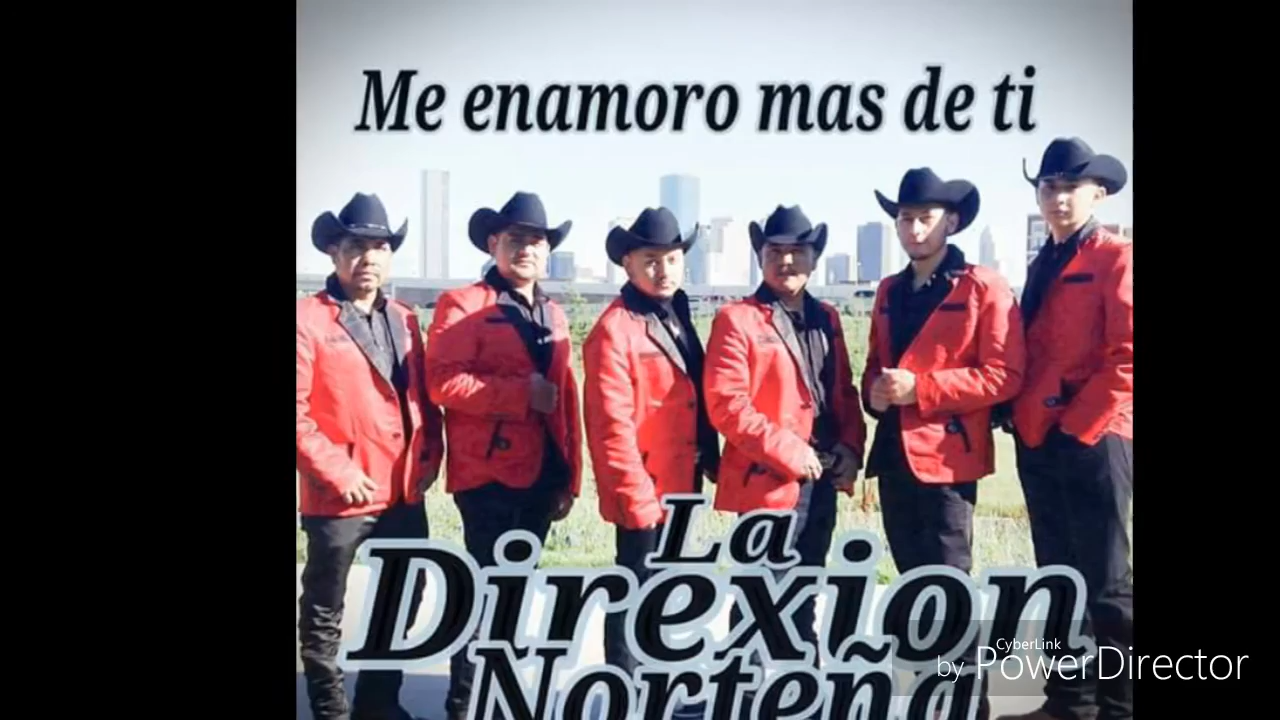 Me enamoro mas de ti
La
Direxion
Norteña
CyberLink
by PowerDirector